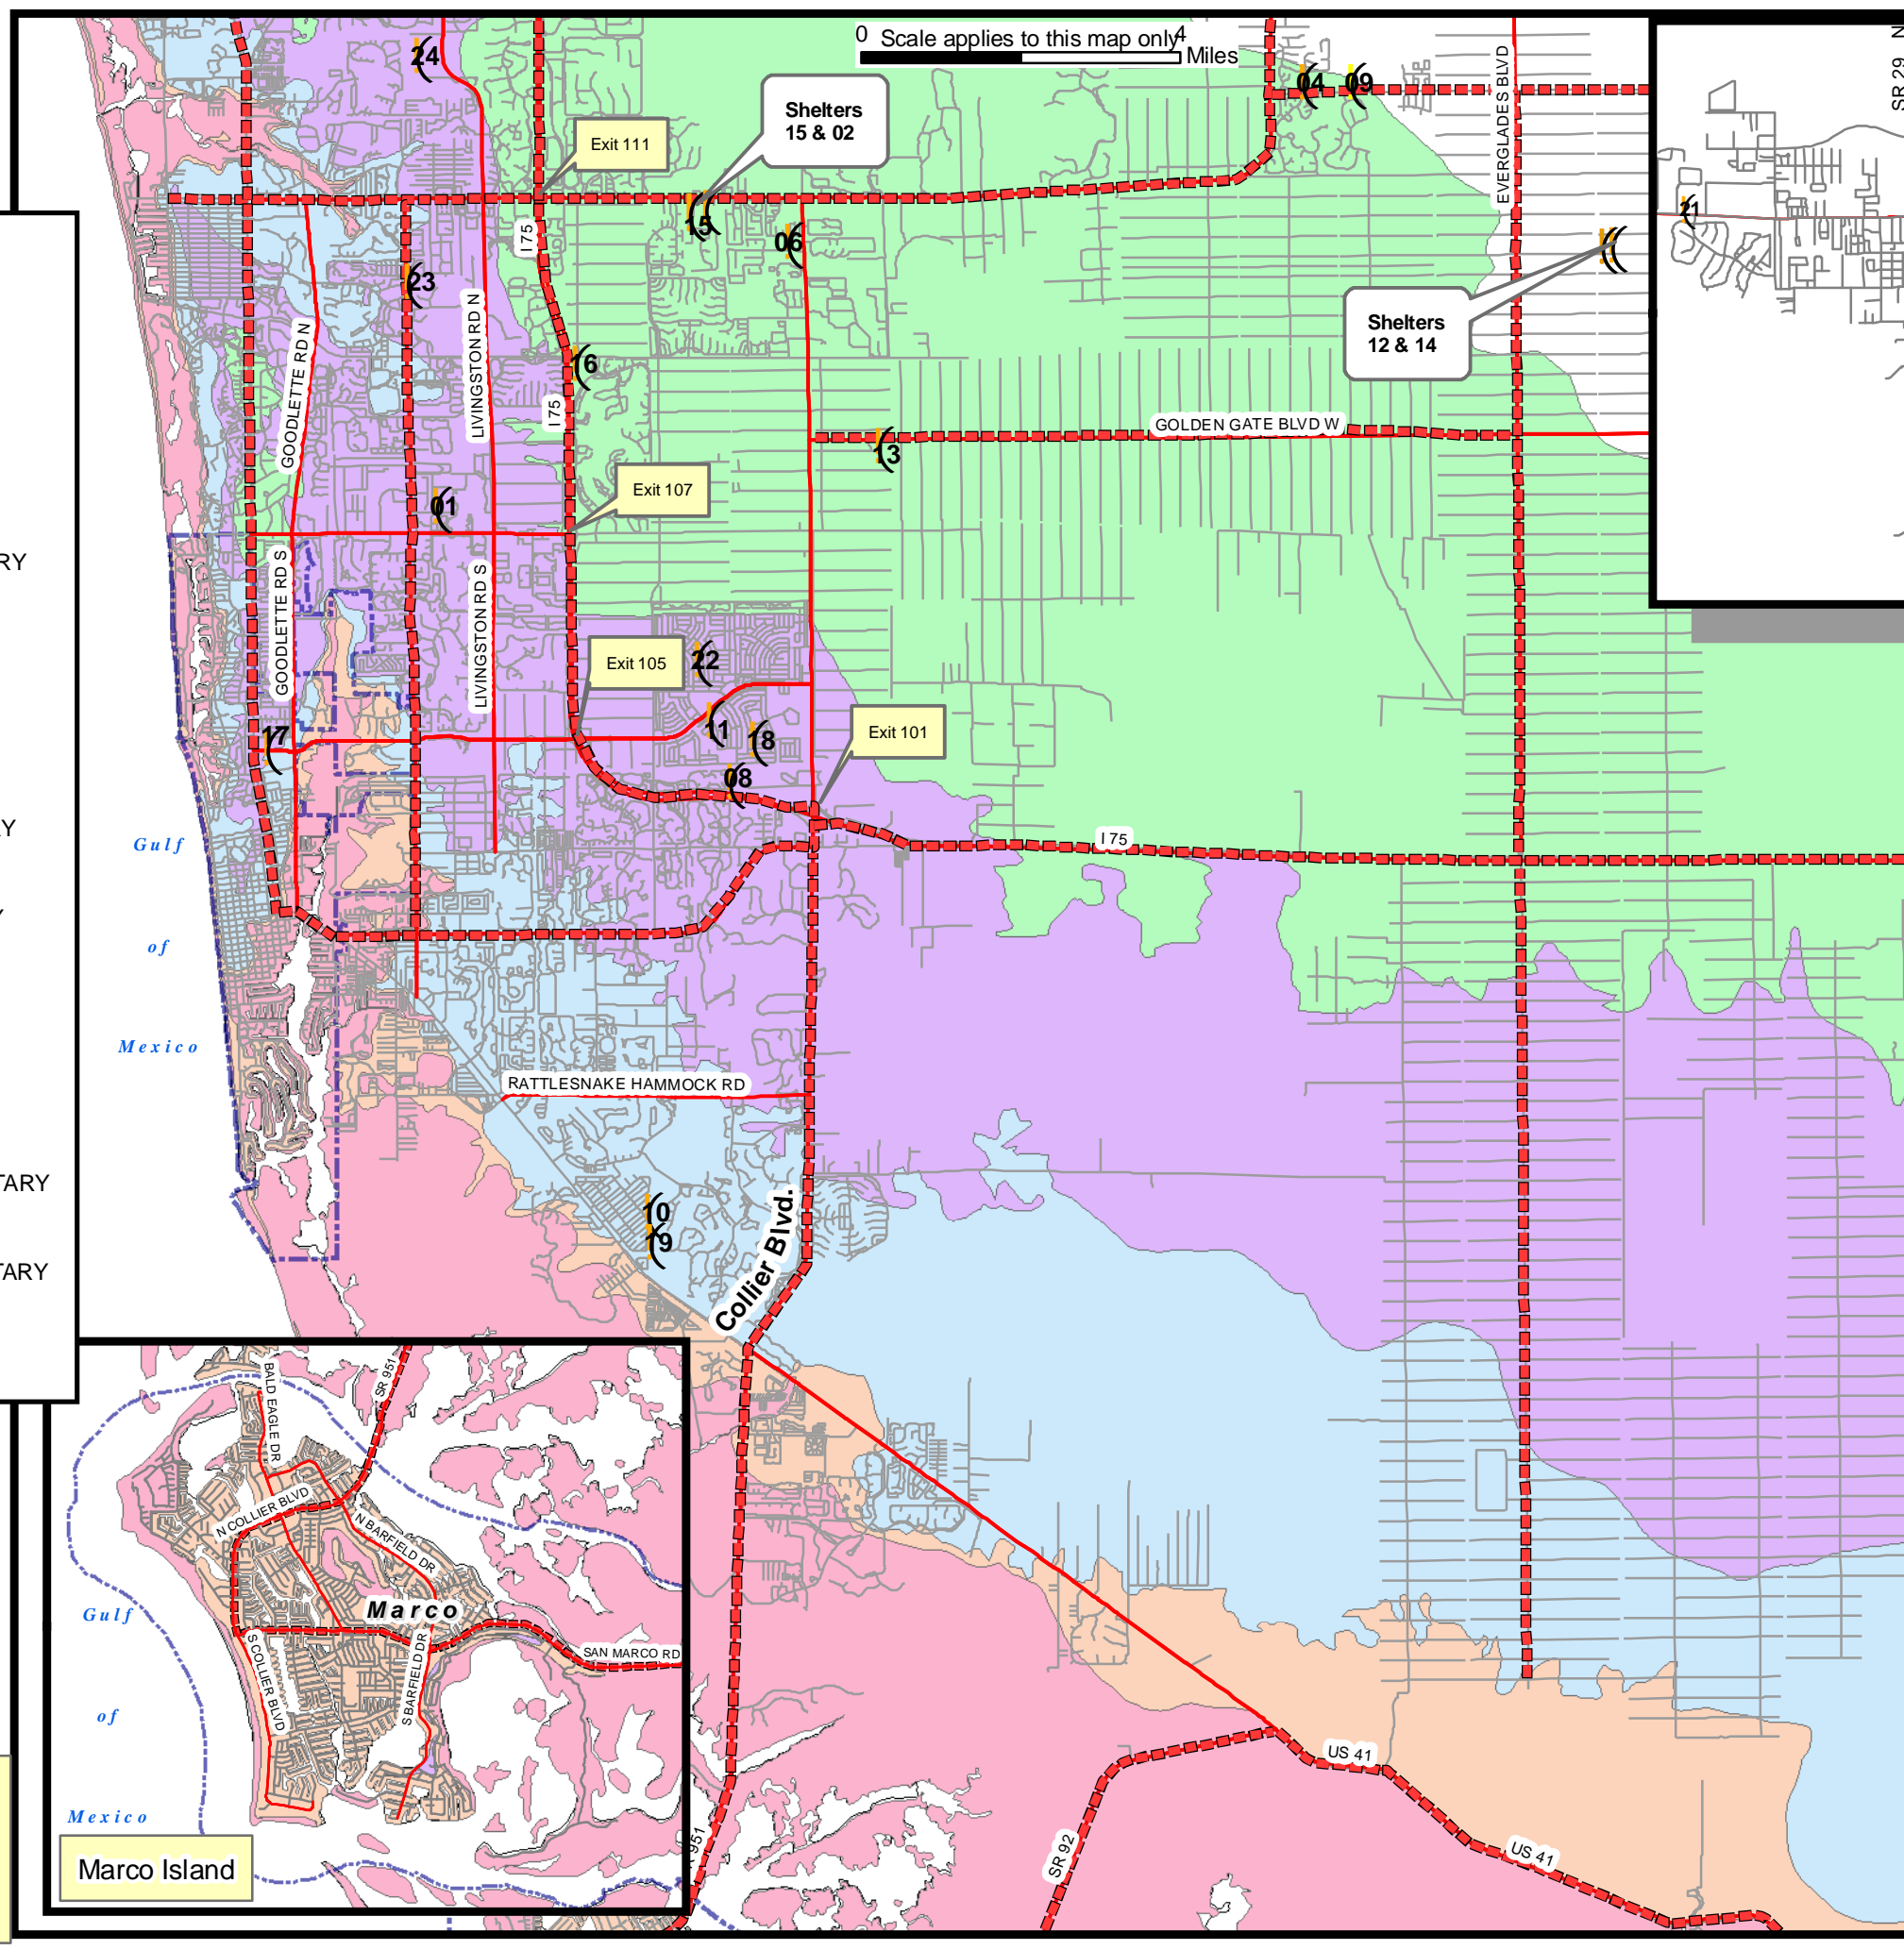 0 Scale applies to this map only 4
Miles
24
04
09
EVERGLADES BLVD
SR 29 N
Shelters
15 & 02
Exit 111
15
06
I 75
21
23
LIVINGSTON RD N
GOODLETTE RD N
Shelters
12 & 14
16
I 75
GOLDEN GATE BLVD W
13
Exit 107
01
RY
GOODLETTE RD S
LIVINGSTON RD S
22
Exit 105
11
18
17
Exit 101
08
Y
Gulf
of
Mexico
I 75
Y
RATTLESNAKE HAMMOCK RD
TARY
10
19
Collier Blvd.
TARY
BALD EAGLE DR
SR 951
N COLLIER BLVD
N BARFIELD DR
Marco
Gulf
of
Mexico
S COLLIER BLVD
S BARFIELD DR
SAN MARCO RD
Marco Island
951
SR 92
US 41
US 41